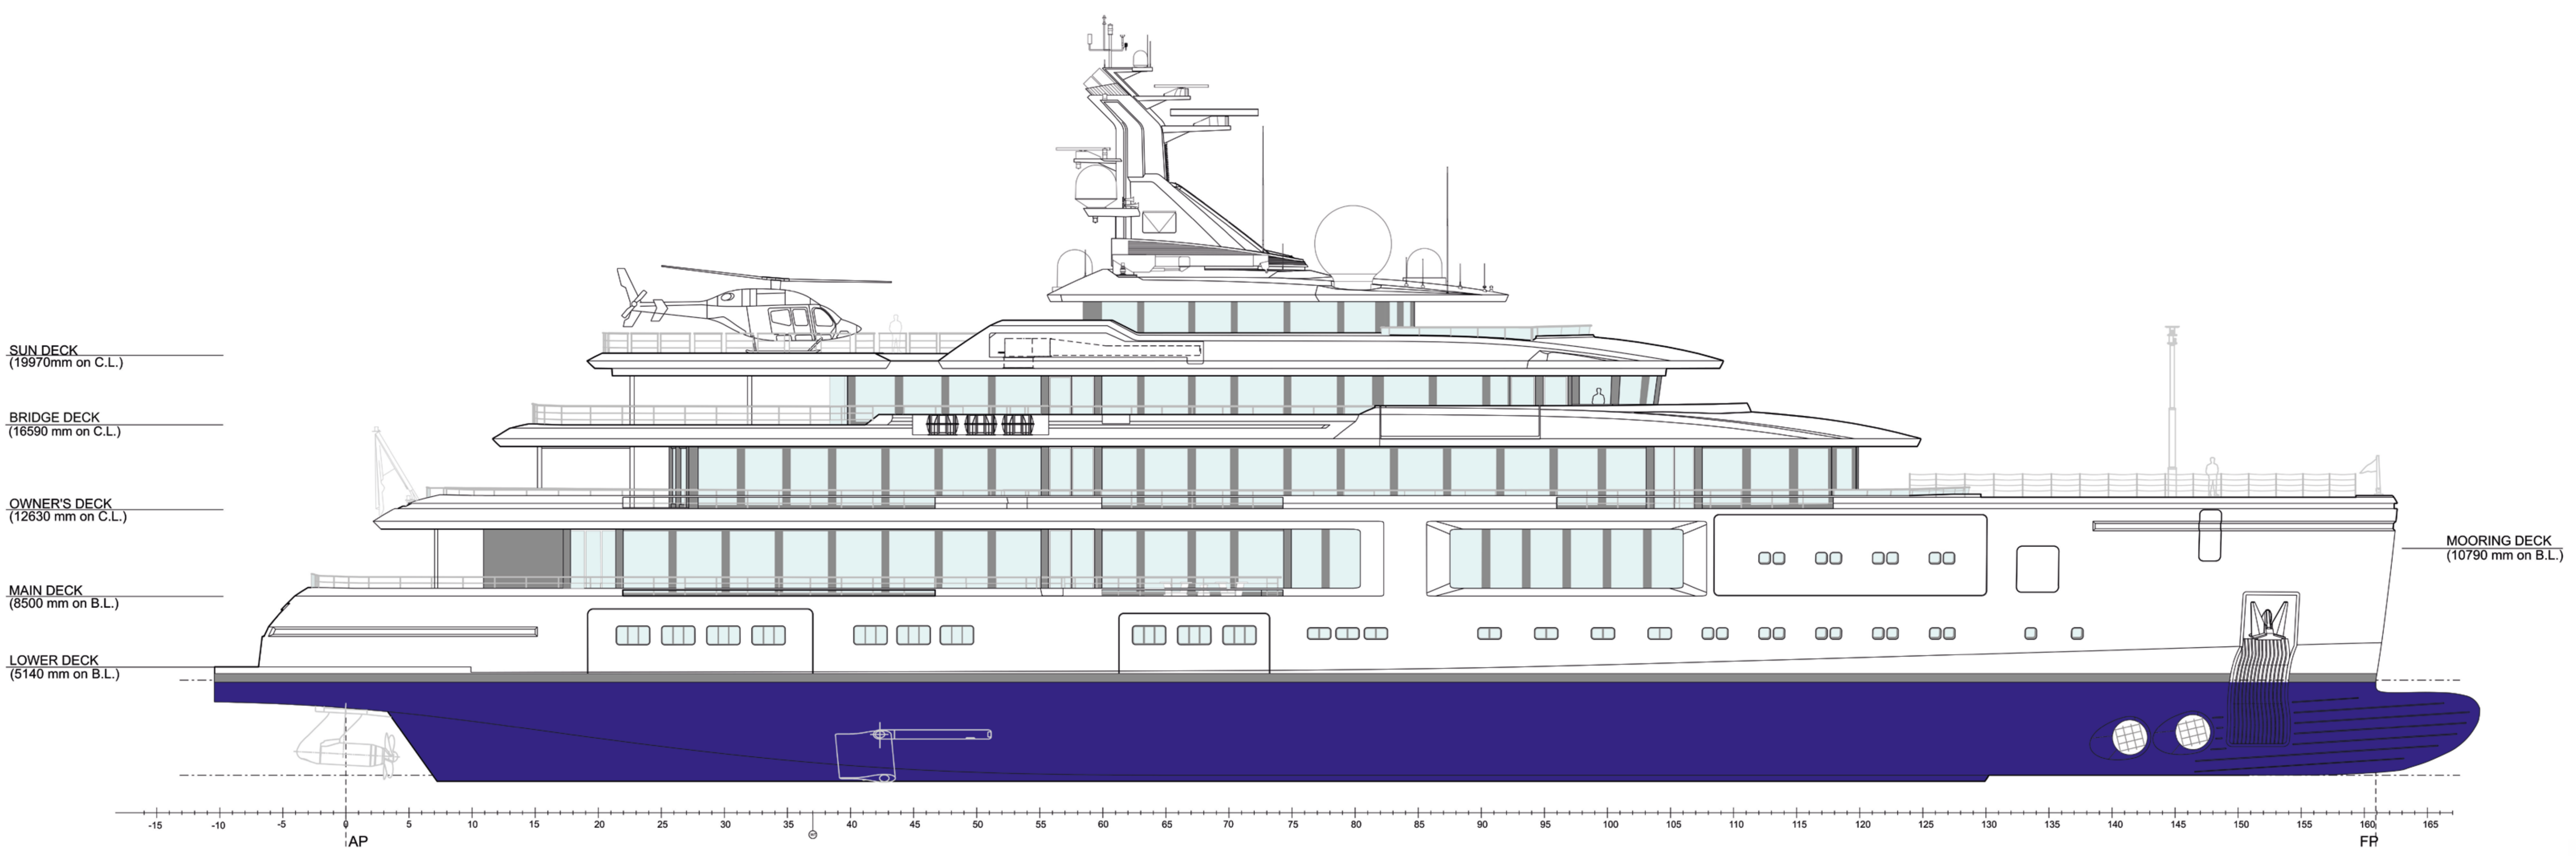 SUN DECK
(19970mm on C.L.)
BRIDGE DECK
(16590 mm on C.L.)
OWNER'S DECK
(12630 mm on C.L.)
MAIN DECK
(8500 mm on B.L.)
LOWER DECK
(5140 mm on B.L.)
MOORING DECK
(10790 mm on B.L.)
-15 -10 -5 0 5 10 15 20 25 30 35 40 45 50 55 60 65 70 75 80 85 90 95 100 105 110 115 120 125 130 135 140 145 150 155 160 165
AP FP